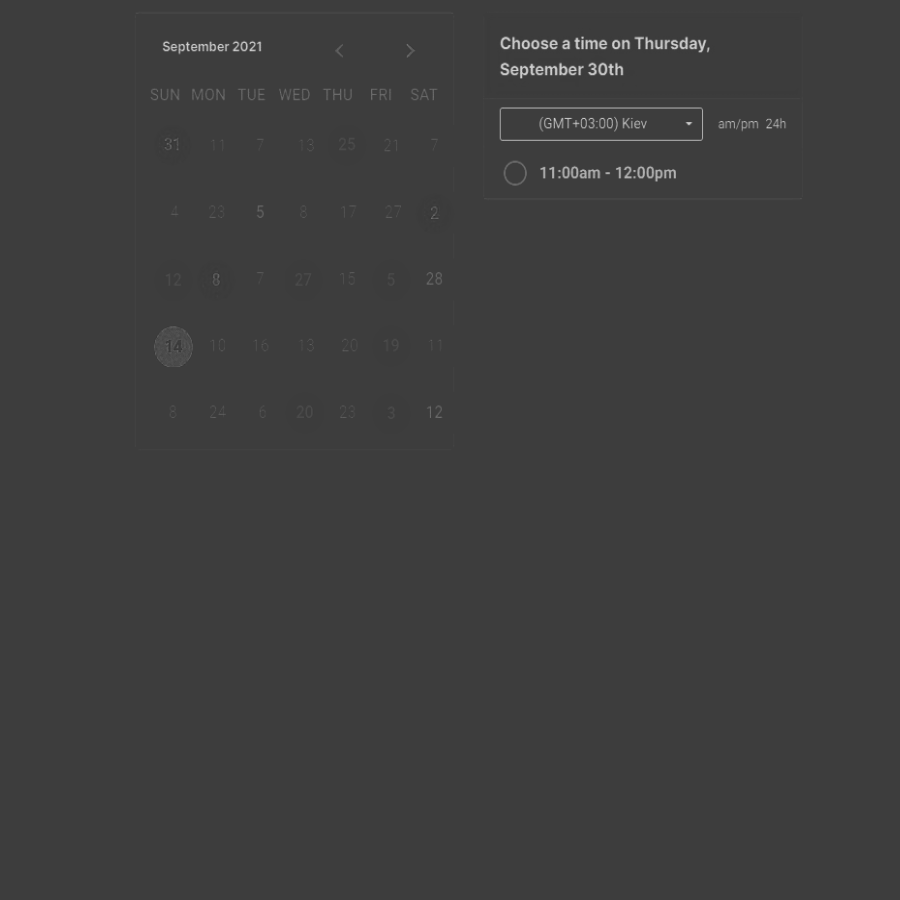 September 2021
SUN MON TUE WED THU FRI SAT
31 11 7 13 25 21 7
4 23 5 8 17 27 2
12 8 7 27 15 5 28
14 10 16 13 20 19 11
8 24 6 20 23 3 12
Choose a time on Thursday,
September 30th
(GMT+03:00) Kiev am/pm 24h
11:00am - 12:00pm